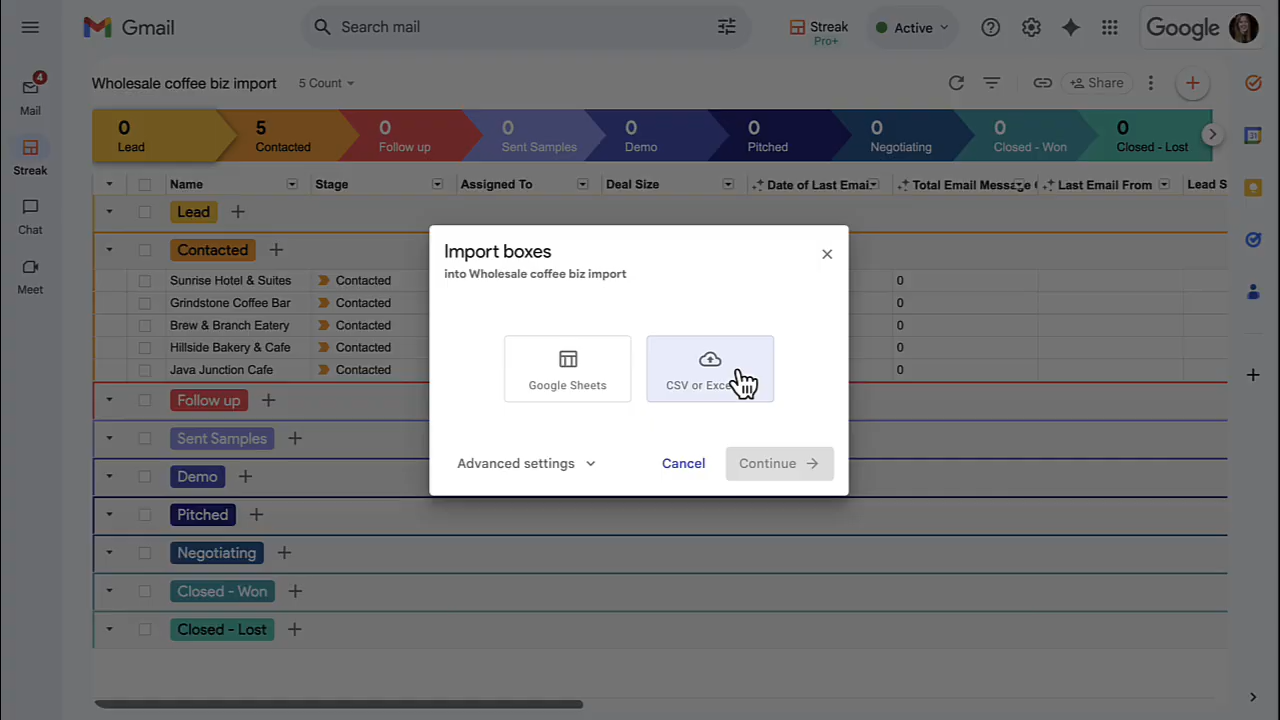 Gmail
Search mail
Streak
Pro+
Active
Google
4
Mail
Streak
Chat
Meet
Wholesale coffee biz import
5 Count
Share
0
Lead
5
Contacted
0
Follow up
0
Sent Samples
0
Demo
0
Pitched
0
Negotiating
0
Closed - Won
0
Closed - Lost
Name
Stage
Assigned To
Deal Size
Date of Last Emai
Total Email Message
Last Email From
Lead S
Lead
Contacted
Sunrise Hotel & Suites
Contacted
0
Grindstone Coffee Bar
Contacted
0
Brew & Branch Eatery
Contacted
0
Hillside Bakery & Cafe
Contacted
0
Java Junction Cafe
Contacted
0
Follow up
Sent Samples
Demo
Pitched
Negotiating
Closed - Won
Closed - Lost
Import boxes
into Wholesale coffee biz import
Google Sheets
CSV or Exce
Advanced settings
Cancel
Continue
31